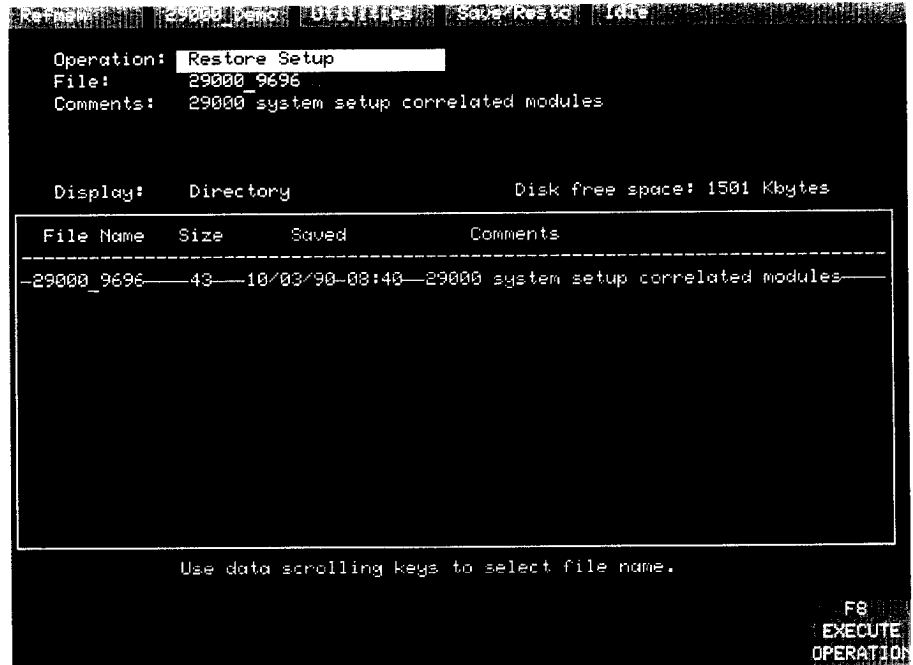 RefMem 29000_Demo Utilities Save/Resto Idle
Operation: Restore Setup
File: 29000_9696
Comments: 29000 system setup correlated modules
Display: Directory Disk free space: 1501 Kbytes
File Name Size Saved Comments
29000_9696 43 10/03/90 08:40 29000 system setup correlated modules
Use data scrolling keys to select file name.
F8
EXECUTE
OPERATION